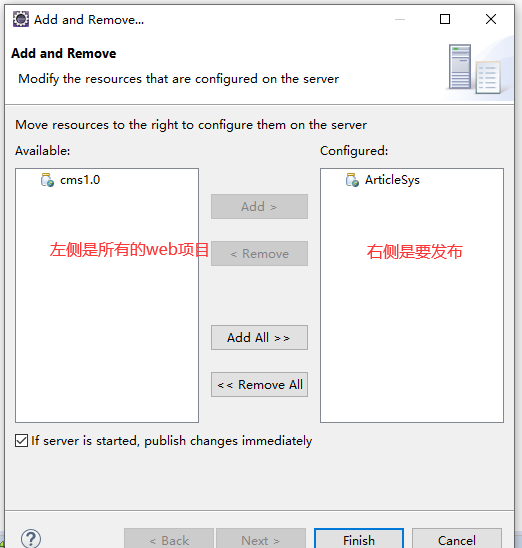 Add and Remove...
Add and Remove
Modify the resources that are configured on the server
Move resources to the right to configure them on the server
Available:
Configured:
cms1.0
ArticleSys
Add >
左侧是所有的web项目
< Remove
右侧是要发布
Add All >>
<< Remove All
If server is started, publish changes immediately
?
< Back
Next >
Finish
Cancel